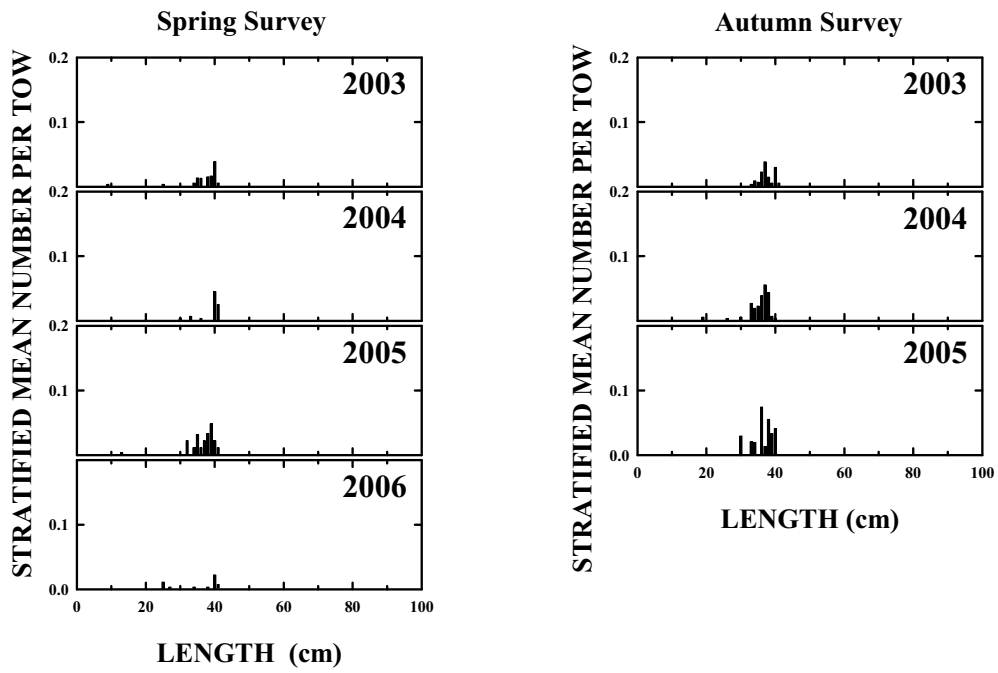 Spring Survey
STRATIFIED MEAN NUMBER PER TOW
0.2
2003
0.1
0.2
2004
0.1
0.2
2005
0.1
2006
0.1
0.0
0 20 40 60 80 100
LENGTH (cm)
Autumn Survey
STRATIFIED MEAN NUMBER PER TOW
0.2
2003
0.1
0.2
2004
0.1
2005
0.1
0.0
0 20 40 60 80 100
LENGTH (cm)